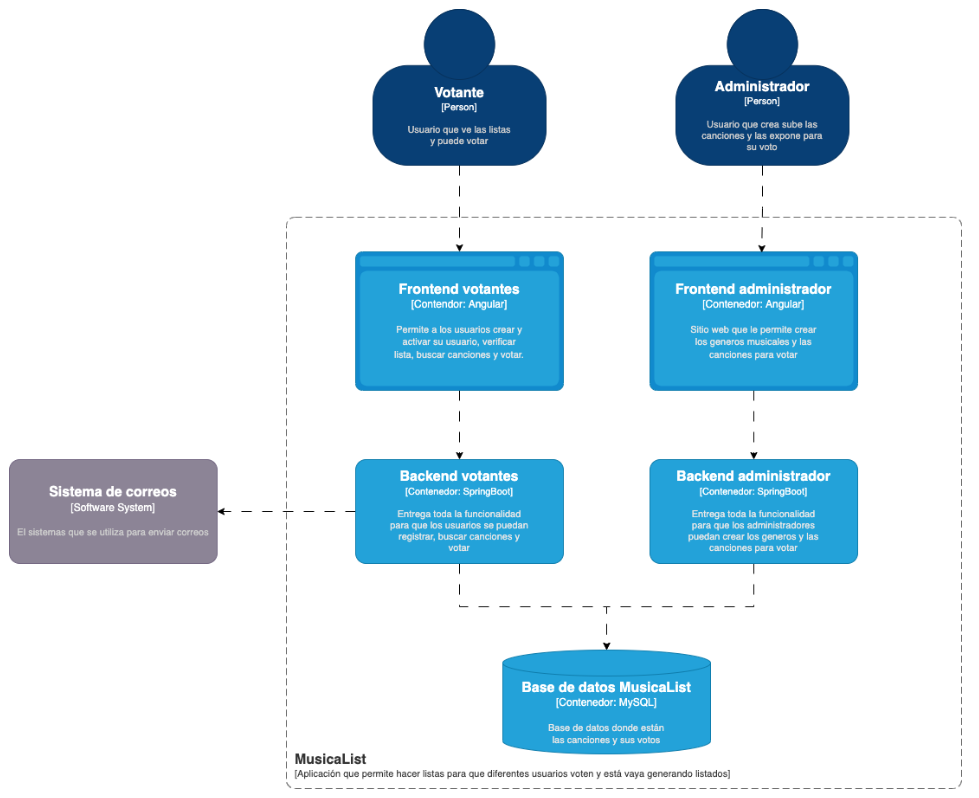 Votante
[Person]
Usuario que ve las listas
y puede votar
Administrador
[Person]
Usuario que crea sube las
canciones y las expone para
su voto
Frontend votantes
[Contendor: Angular]
Permite a los usuarios crear y
activar su usuario, verificar
lista, buscar canciones y votar.
Frontend administrador
[Contenedor: Angular]
Sitio web que le permite crear
los generos musicales y las
canciones para votar
Sistema de correos
[Software System]
El sistemas que se utiliza para enviar correos
Backend votantes
[Contenedor: SpringBoot]
Entrega toda la funcionalidad
para que los usuarios se puedan
registrar, buscar canciones y
votar
Backend administrador
[Contenedor: SpringBoot]
Entrega toda la funcionalidad
para que los administradores
puedan crear los generos y las
canciones para votar
Base de datos MusicaList
[Contenedor: MySQL]
Base de datos donde están
las canciones y sus votos
MusicaList
[Aplicación que permite hacer listas para que diferentes usuarios voten y está vaya generando listados]